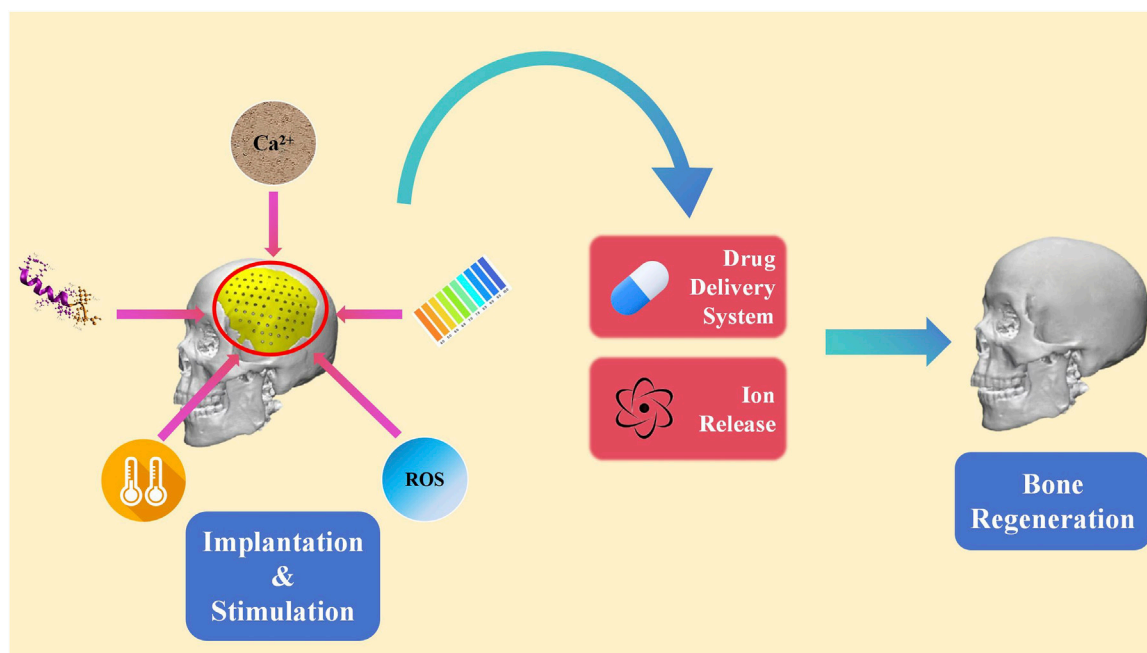 Ca²⁺
ROS
Implantation
&
Stimulation
Drug
Delivery
System
Ion
Release
Bone
Regeneration